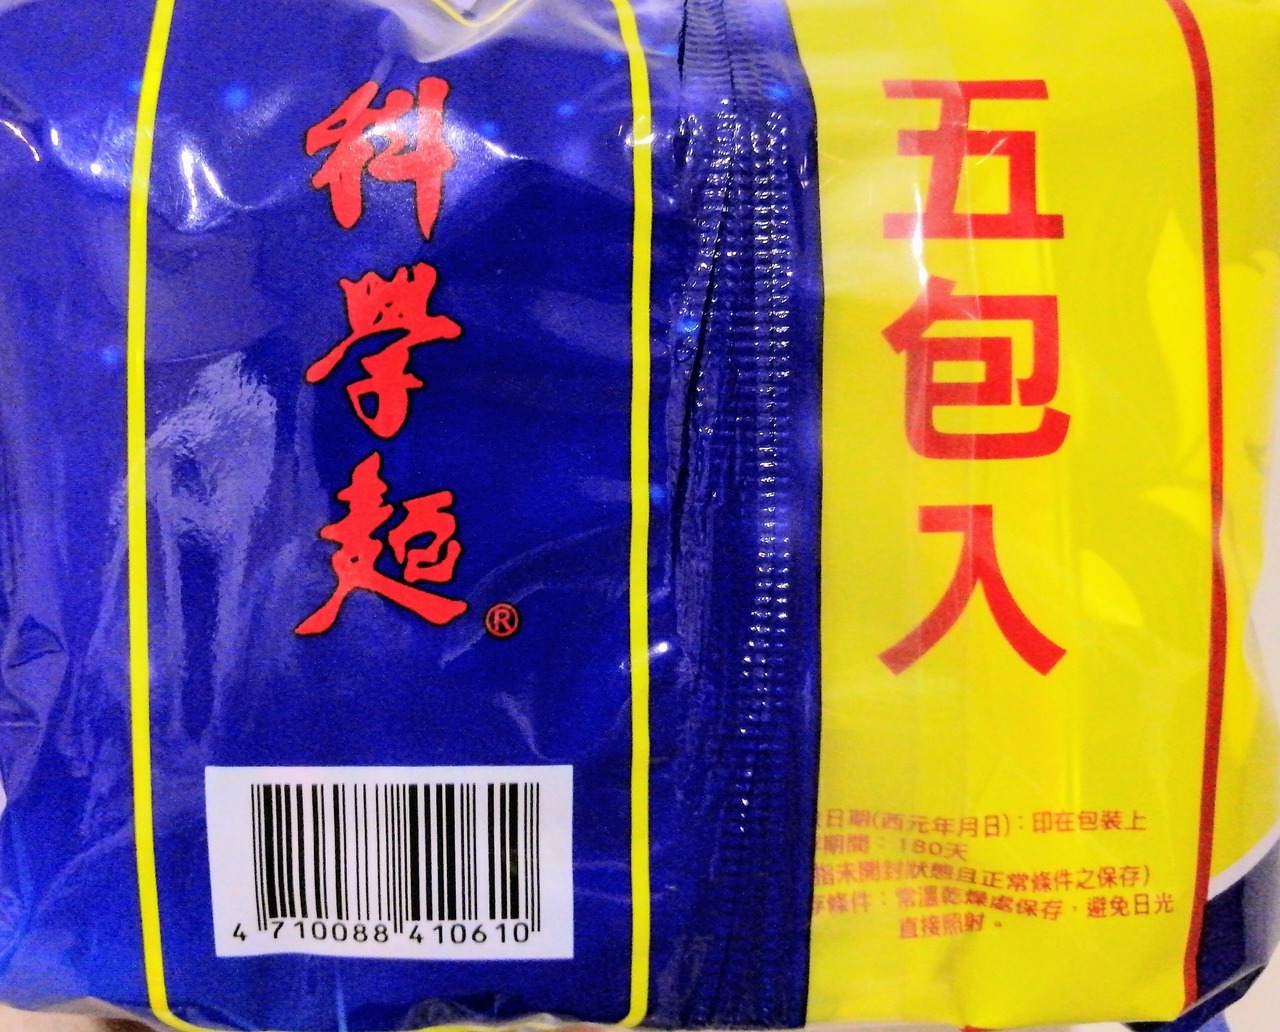 科學麵®
4 710088 410610
五包入
日期(西元年月日)：印在包裝上
期間：180天
指未開封狀態且正常條件之保存)
存條件：常溫乾燥處保存，避免日光
直接照射。